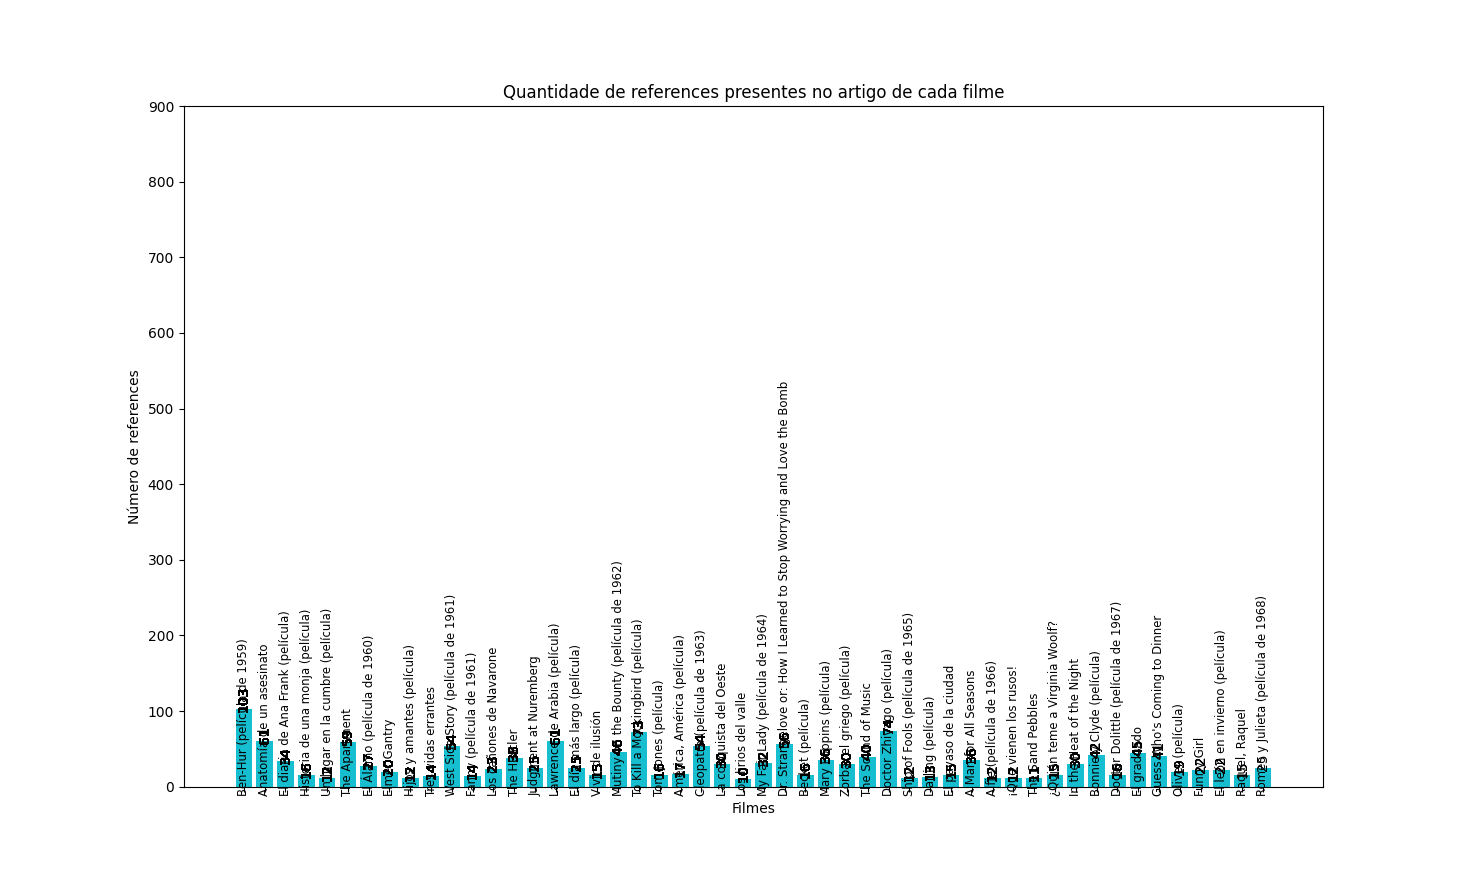 Quantidade de references presentes no artigo de cada filme
Número de references
900
800
700
600
500
400
300
200
100
0
Ben-Hur (película de 1959)
103
Anatomía de un asesinato
61
El diario de Ana Frank (película)
34
Historia de una monja (película)
16
Un lugar en la cumbre (película)
12
The Apartment
59
El Álamo (película de 1960)
27
Elmer Gantry
20
Hijos y amantes (película)
12
Tres vidas errantes
14
West Side Story (película de 1961)
54
Fanny (película de 1961)
14
Los cañones de Navarone
23
The Hustler
38
Judgment at Nuremberg
25
Lawrence de Arabia (película)
61
El día más largo (película)
25
Vive de ilusión
15
Mutiny on the Bounty (película de 1962)
46
To Kill a Mockingbird (película)
73
Tom Jones (película)
16
América, América (película)
17
Cleopatra (película de 1963)
54
La conquista del Oeste
30
Los lirios del valle
10
My Fair Lady (película de 1964)
32
Dr. Strangelove or: How I Learned to Stop Worrying and Love the Bomb
56
Becket (película)
16
Mary Poppins (película)
35
Zorba, el griego (película)
30
The Sound of Music
40
Doctor Zhivago (película)
74
Ship of Fools (película de 1965)
12
Darling (película)
13
El payaso de la ciudad
15
A Man for All Seasons
36
Alfie (película de 1966)
12
¡Que vienen los rusos!
12
The Sand Pebbles
11
¿Quién teme a Virginia Woolf?
15
In the Heat of the Night
30
Bonnie y Clyde (película)
42
Doctor Dolittle (película de 1967)
16
El graduado
45
Guess Who's Coming to Dinner
41
Oliver (película)
19
Funny Girl
22
El león en invierno (película)
22
Raquel, Raquel
15
Romeo y Julieta (película de 1968)
25
Filmes